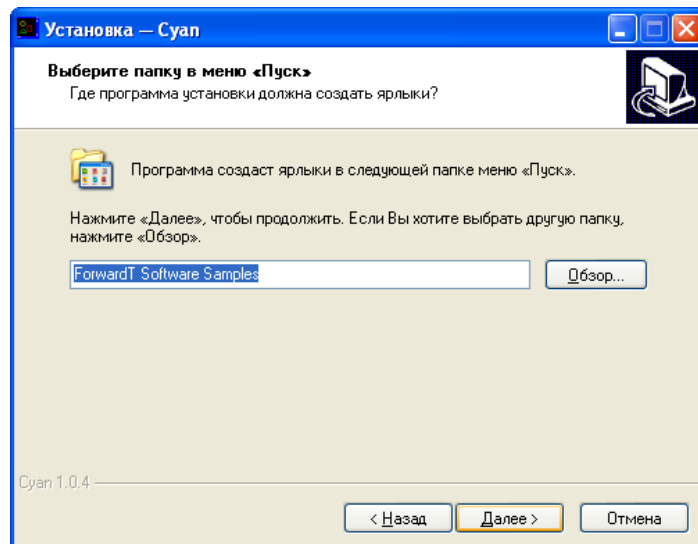 Установка — Cyan
Выберите папку в меню «Пуск»
Где программа установки должна создать ярлыки?
Программа создаст ярлыки в следующей папке меню «Пуск».
Нажмите «Далее», чтобы продолжить. Если Вы хотите выбрать другую папку,
нажмите «Обзор».
ForwardT Software Samples
Обзор...
Cyan 1.0.4
< Назад
Далее >
Отмена